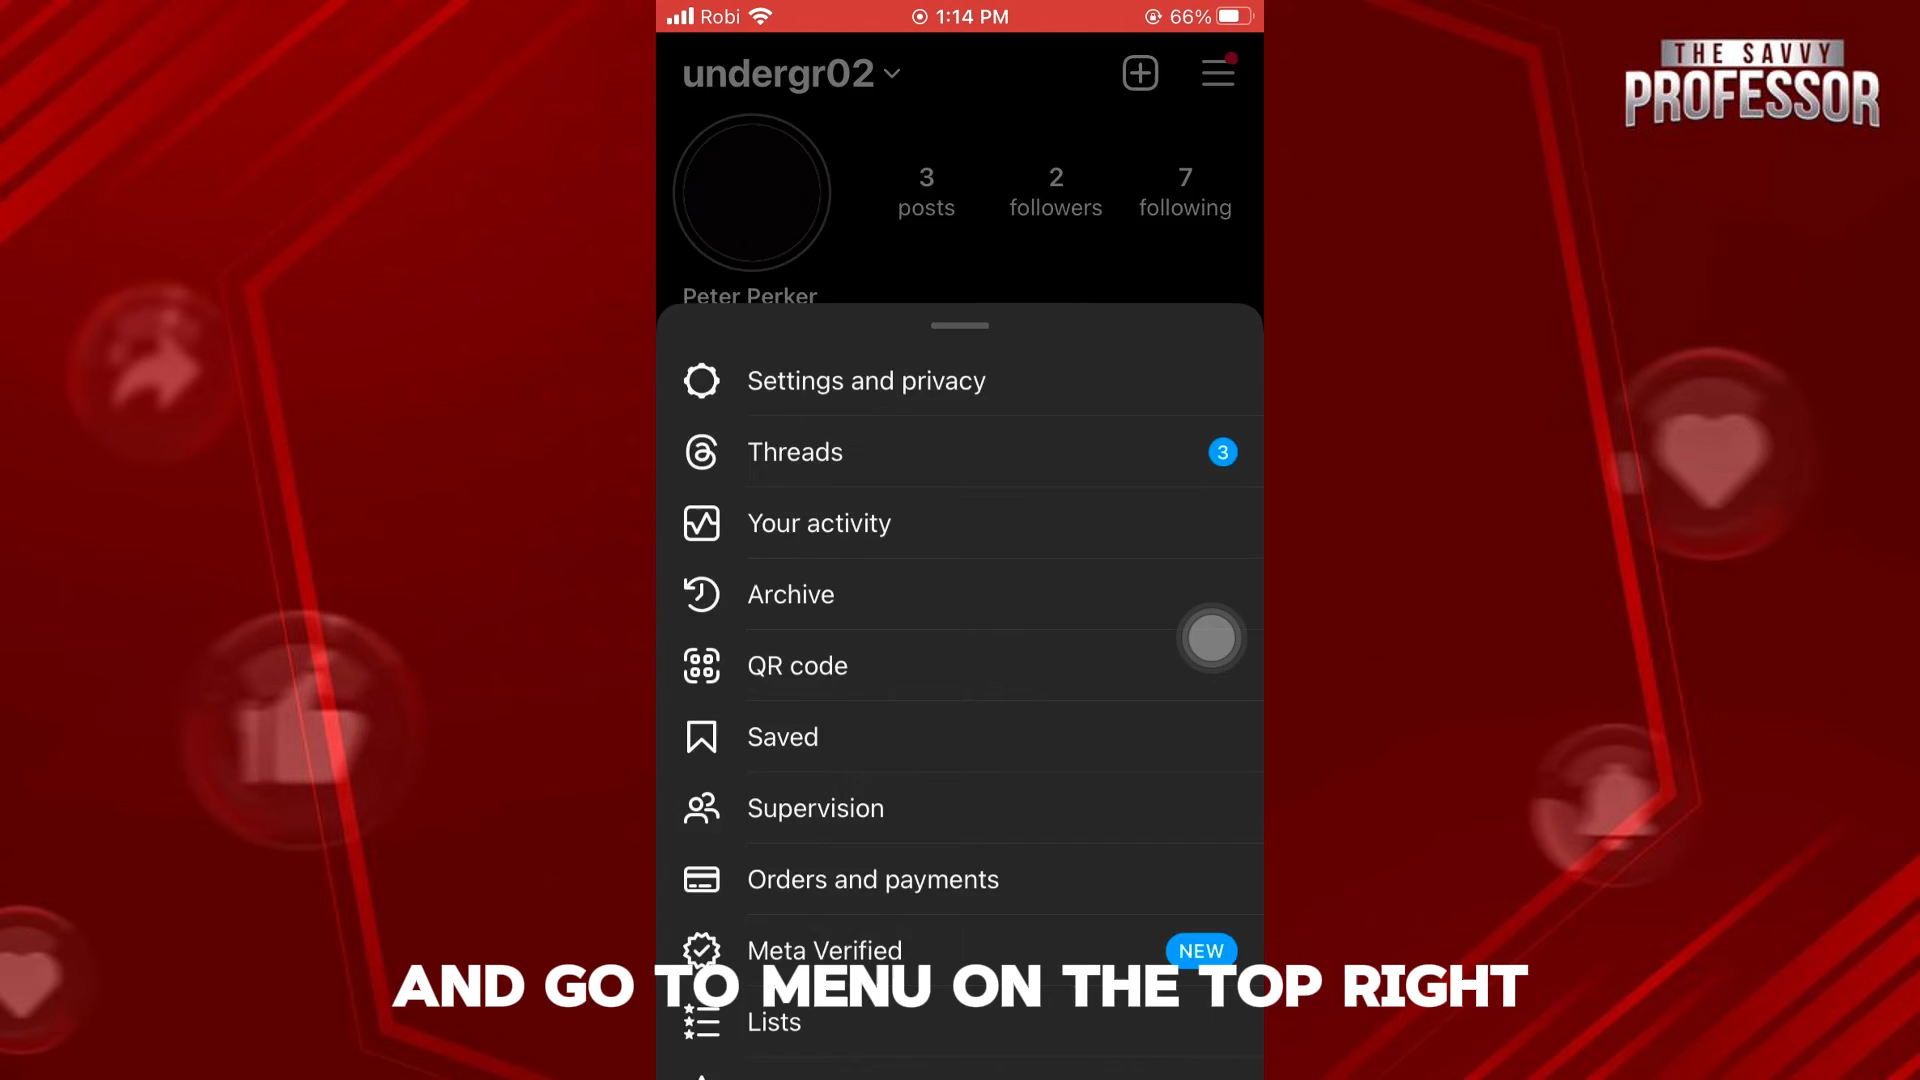 Robi
1:14 PM
66%
THE SAVVY
PROFESSOR
undergr02
3
posts
2
followers
7
following
Peter Perker
Settings and privacy
Threads
3
Your activity
Archive
QR code
Saved
Supervision
Orders and payments
Meta Verified
NEW
AND GO TO MENU ON THE TOP RIGHT
Lists